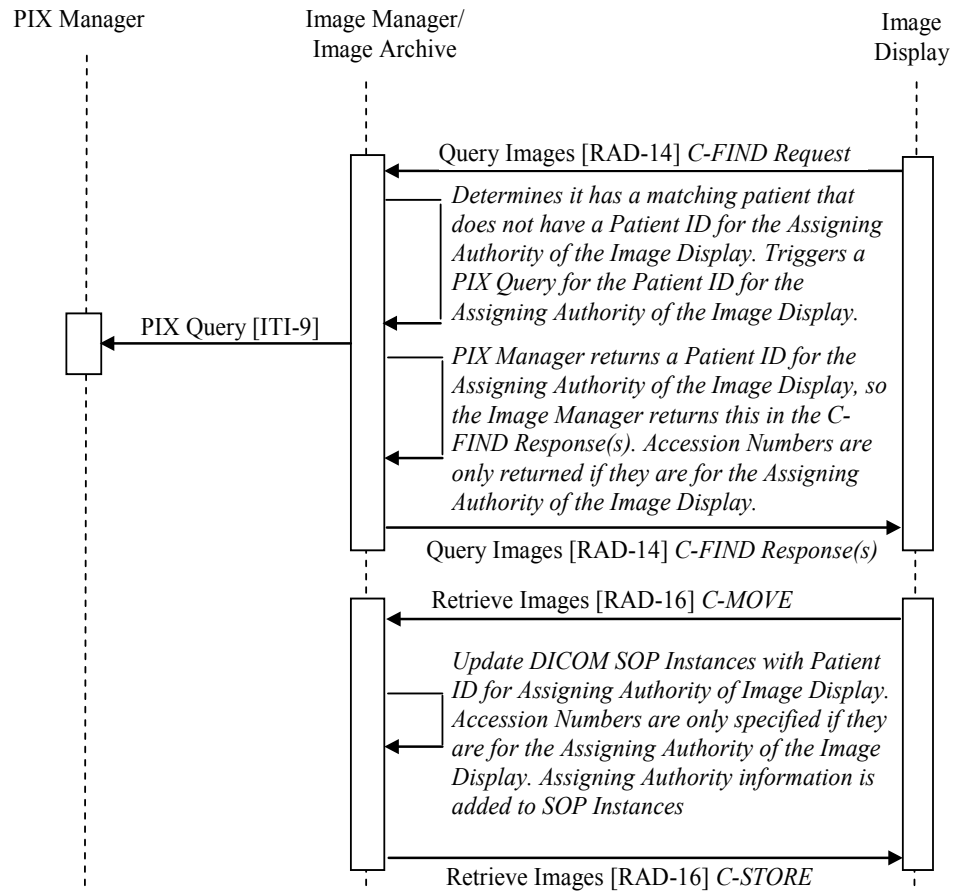 PIX Manager
Image Manager/
Image Archive
Image
Display
Query Images [RAD-14] C-FIND Request
Determines it has a matching patient that
does not have a Patient ID for the Assigning
Authority of the Image Display. Triggers a
PIX Query for the Patient ID for the
Assigning Authority of the Image Display.
PIX Query [ITI-9]
PIX Manager returns a Patient ID for the
Assigning Authority of the Image Display, so
the Image Manager returns this in the C-
FIND Response(s). Accession Numbers are
only returned if they are for the Assigning
Authority of the Image Display.
Query Images [RAD-14] C-FIND Response(s)
Retrieve Images [RAD-16] C-MOVE
Update DICOM SOP Instances with Patient
ID for Assigning Authority of Image Display.
Accession Numbers are only specified if they
are for the Assigning Authority of the Image
Display. Assigning Authority information is
added to SOP Instances
Retrieve Images [RAD-16] C-STORE